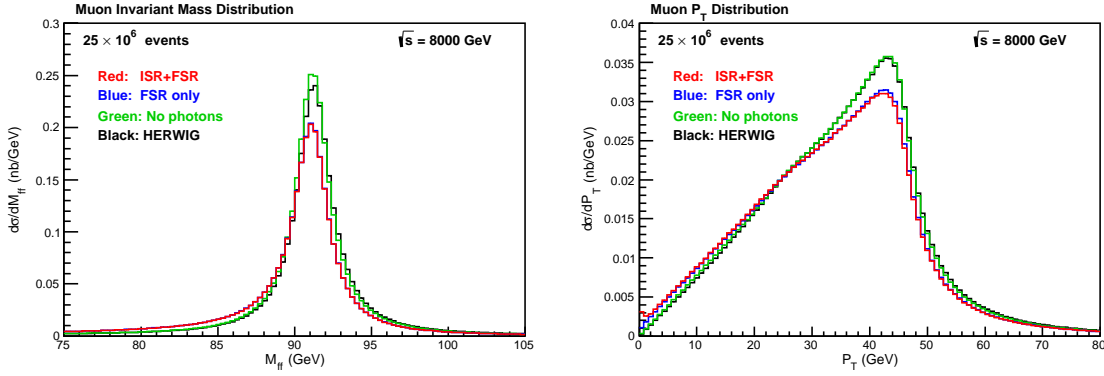 Muon Invariant Mass Distribution
25 × 10⁶ events
√s = 8000 GeV
Red: ISR+FSR
Blue: FSR only
Green: No photons
Black: HERWIG
dσ/dM_ff (nb/GeV)
0.3
0.25
0.2
0.15
0.1
0.05
0
75 80 85 90 95 100 105
M_ff (GeV)
Muon P_T Distribution
25 × 10⁶ events
√s = 8000 GeV
Red: ISR+FSR
Blue: FSR only
Green: No photons
Black: HERWIG
dσ/dP_T (nb/GeV)
0.04
0.035
0.03
0.025
0.02
0.015
0.01
0.005
0
0 10 20 30 40 50 60 70 80
P_T (GeV)